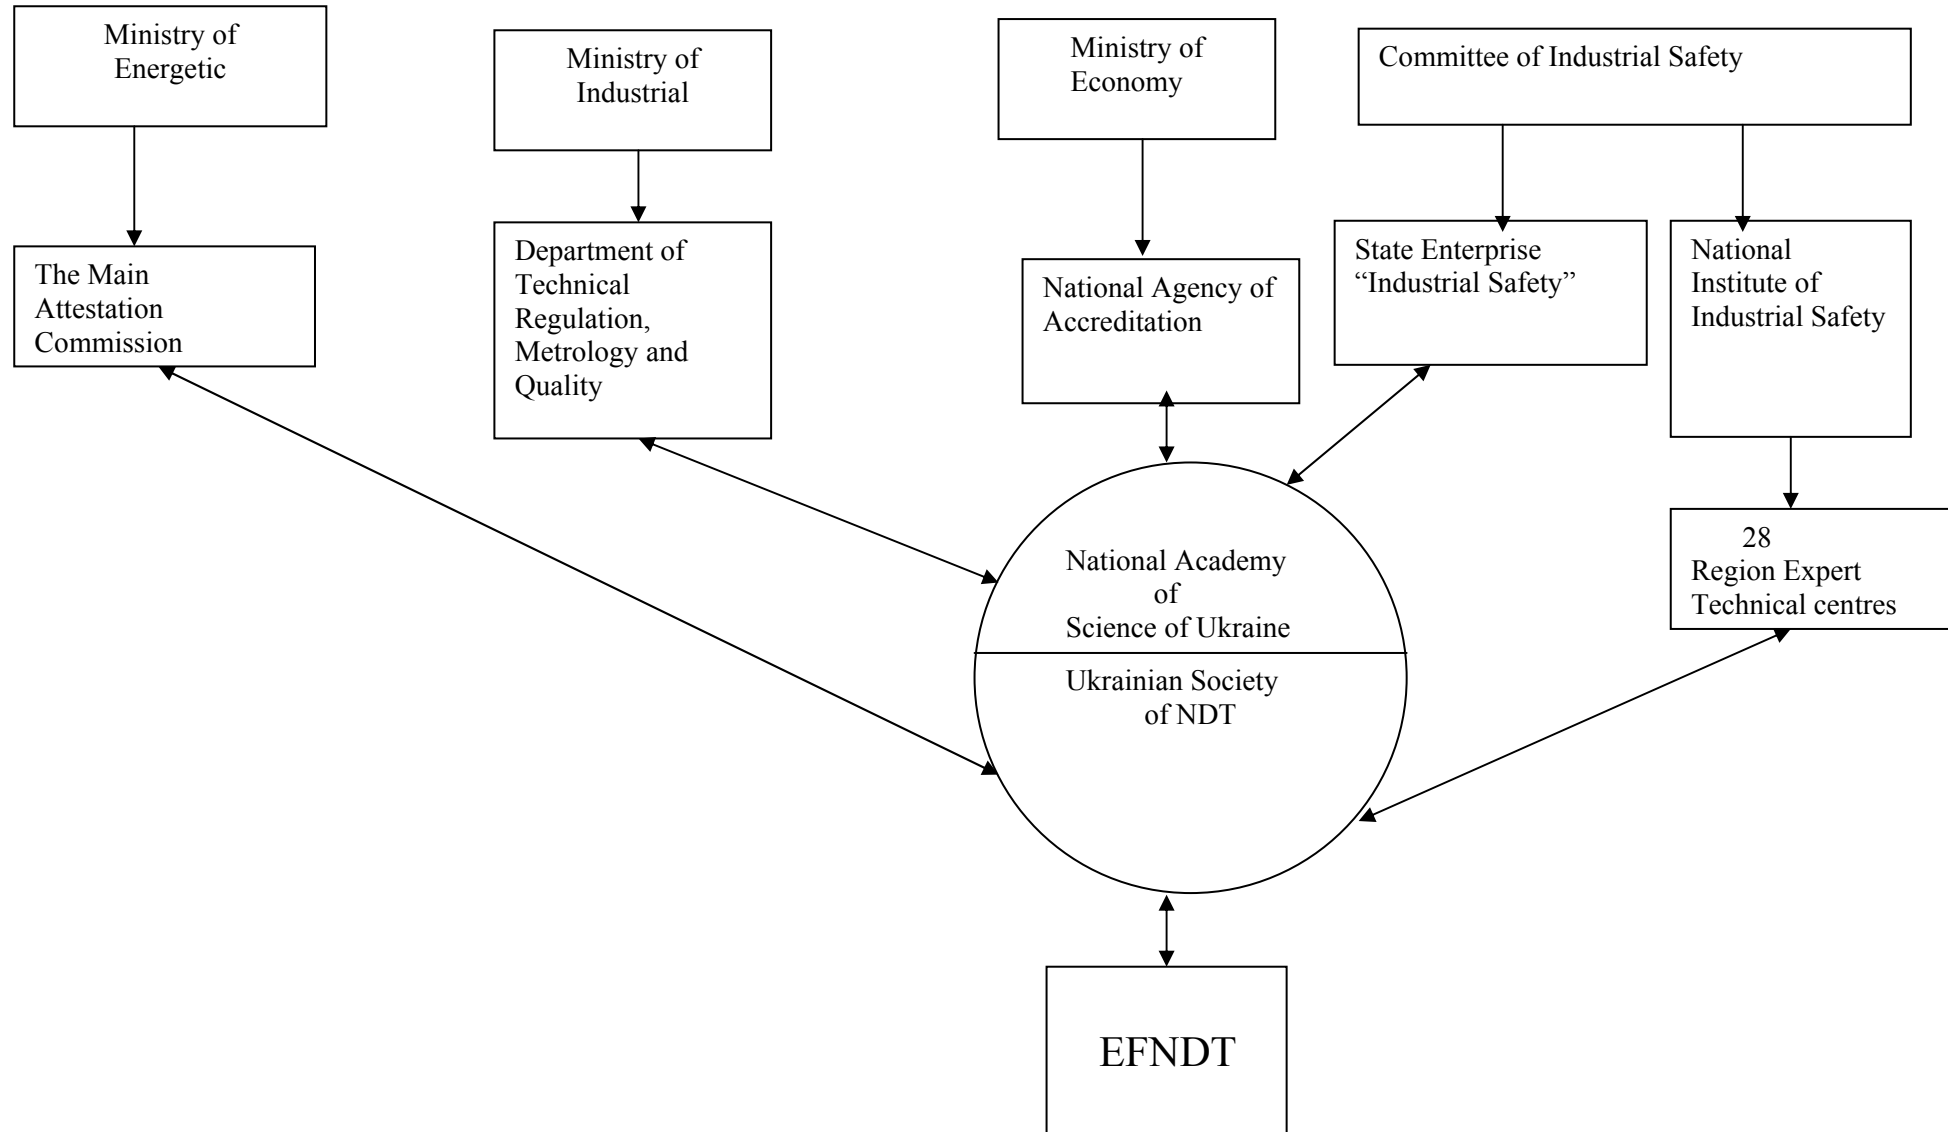 Ministry of
Energetic
Ministry of
Industrial
Ministry of
Economy
Committee of Industrial Safety
The Main
Attestation
Commission
Department of
Technical
Regulation,
Metrology and
Quality
National Agency of
Accreditation
State Enterprise
“Industrial Safety”
National
Institute of
Industrial Safety
28
Region Expert
Technical centres
National Academy
of
Science of Ukraine
Ukrainian Society
of NDT
EFNDT